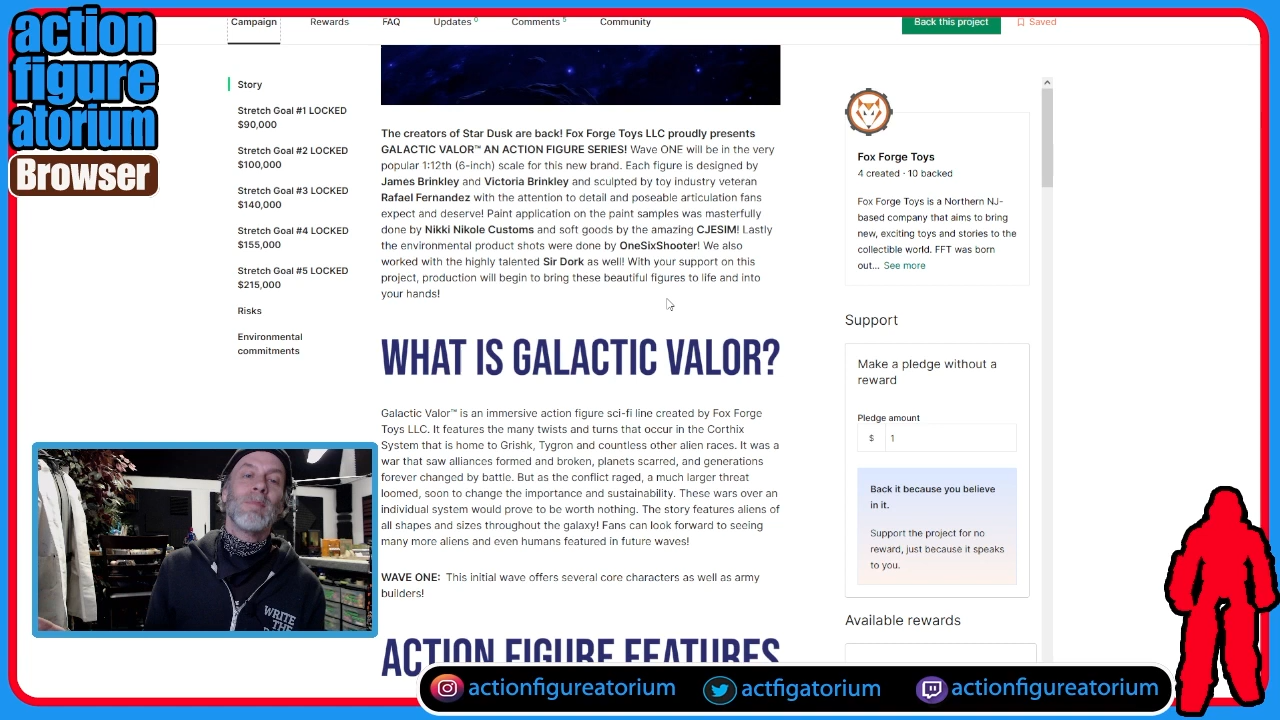 action
figure
atorium
Browser
Campaign
Rewards
FAQ
Updates 0
Comments 5
Community
Back this project
Saved
Story
Stretch Goal #1 LOCKED
$90,000
Stretch Goal #2 LOCKED
$100,000
Stretch Goal #3 LOCKED
$140,000
Stretch Goal #4 LOCKED
$155,000
Stretch Goal #5 LOCKED
$215,000
Risks
Environmental
commitments
The creators of Star Dusk are back! Fox Forge Toys LLC proudly presents
GALACTIC VALOR™ AN ACTION FIGURE SERIES! Wave ONE will be in the very
popular 1:12th (6-inch) scale for this new brand. Each figure is designed by
James Brinkley and Victoria Brinkley and sculpted by toy industry veteran
Rafael Fernandez with the attention to detail and poseable articulation fans
expect and deserve! Paint application on the paint samples was masterfully
done by Nikki Nikole Customs and soft goods by the amazing CJESIM! Lastly
the environmental product shots were done by OneSixShooter! We also
worked with the highly talented Sir Dork as well! With your support on this
project, production will begin to bring these beautiful figures to life and into
your hands!
WHAT IS GALACTIC VALOR?
Galactic Valor™ is an immersive action figure sci-fi line created by Fox Forge
Toys LLC. It features the many twists and turns that occur in the Corthix
System that is home to Grishk, Tygron and countless other alien races. It was a
war that saw alliances formed and broken, planets scarred, and generations
forever changed by battle. But as the conflict raged, a much larger threat
loomed, soon to change the importance and sustainability. These wars over an
individual system would prove to be worth nothing. The story features aliens of
all shapes and sizes throughout the galaxy! Fans can look forward to seeing
many more aliens and even humans featured in future waves!
WAVE ONE: This initial wave offers several core characters as well as army
builders!
ACTION FIGURE FEATURES
Fox Forge Toys
4 created · 10 backed
Fox Forge Toys is a Northern NJ-
based company that aims to bring
new, exciting toys and stories to the
collectible world. FFT was born
out... See more
Support
Make a pledge without a
reward
Pledge amount
$ 1
Back it because you believe
in it.
Support the project for no
reward, just because it speaks
to you.
Available rewards
WRITE
THE
actionfigureatorium
actfigatorium
actionfigureatorium